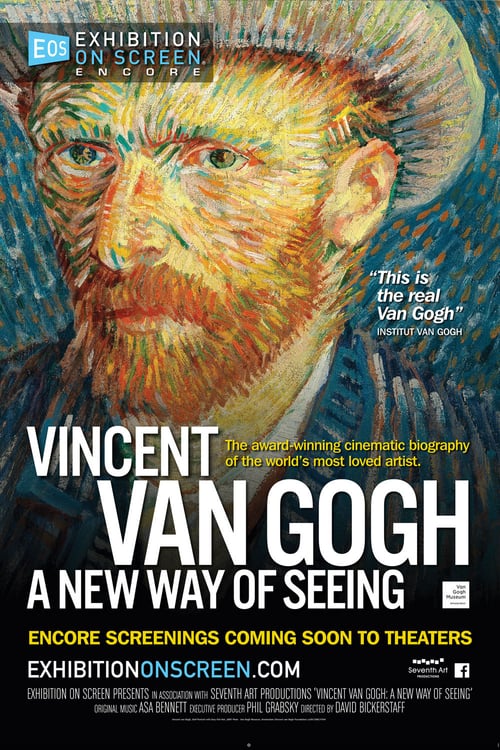 EOS EXHIBITION
ON SCREEN.
ENCORE
“This is
the real
Van Gogh”
INSTITUT VAN GOGH
VINCENT
The award-winning cinematic biography
of the world's most loved artist.
VAN GOGH
A NEW WAY OF SEEING
Van
Gogh
Museum
ENCORE SCREENINGS COMING SOON TO THEATERS
EXHIBITIONONSCREEN.COM
Seventh Art
PRODUCTIONS
f
EXHIBITION ON SCREEN PRESENTS IN ASSOCIATION WITH SEVENTH ART PRODUCTIONS 'VINCENT VAN GOGH: A NEW WAY OF SEEING'
ORIGINAL MUSIC ASA BENNETT EXECUTIVE PRODUCER PHIL GRABSKY DIRECTED BY DAVID BICKERSTAFF